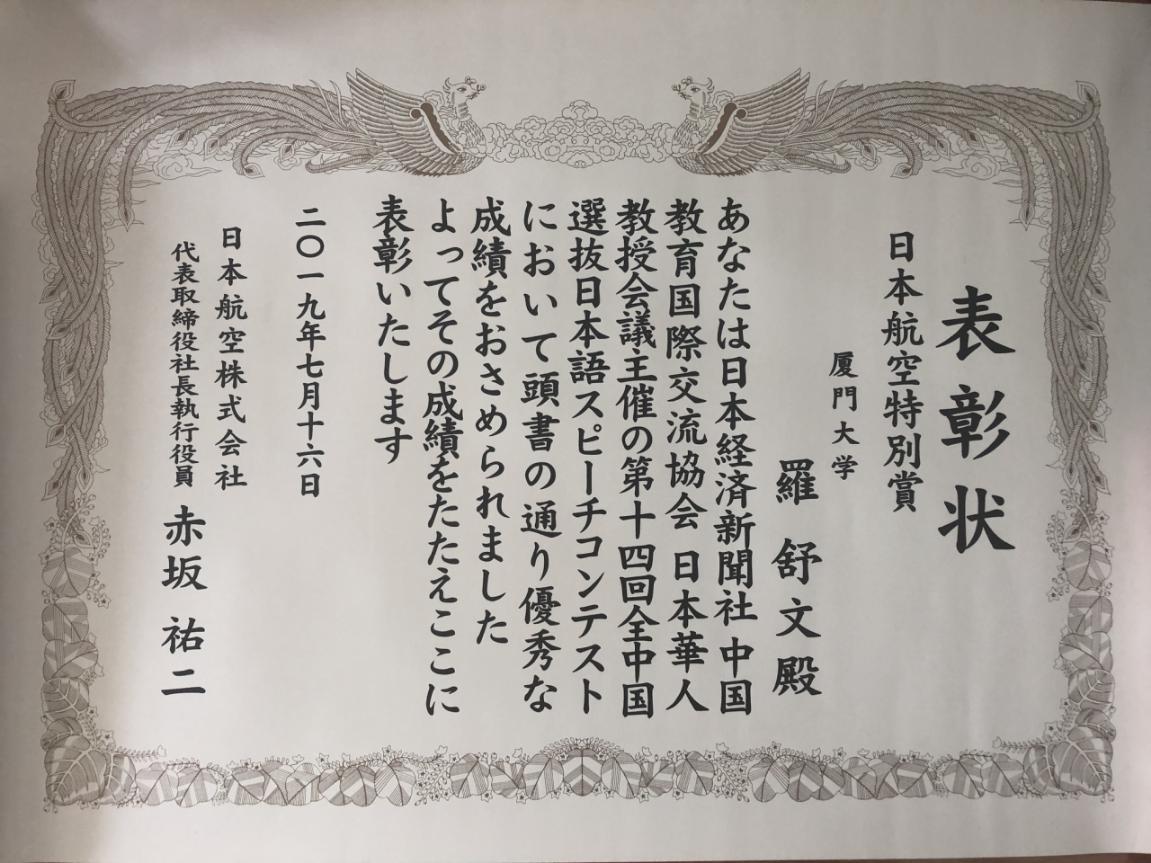 表彰状
日本航空特別賞
厦門大学
羅舒文殿
あなたは日本経済新聞社 中国
教育国際交流協会 日本華人
教授会議主催の第十四回全中国
選抜日本語スピーチコンテスト
において頭書の通り優秀な
成績をおさめられました
よってその成績をたたえここに
表彰いたします
二〇一九年七月十六日
日本航空株式会社
代表取締役社長執行役員 赤坂 祐二